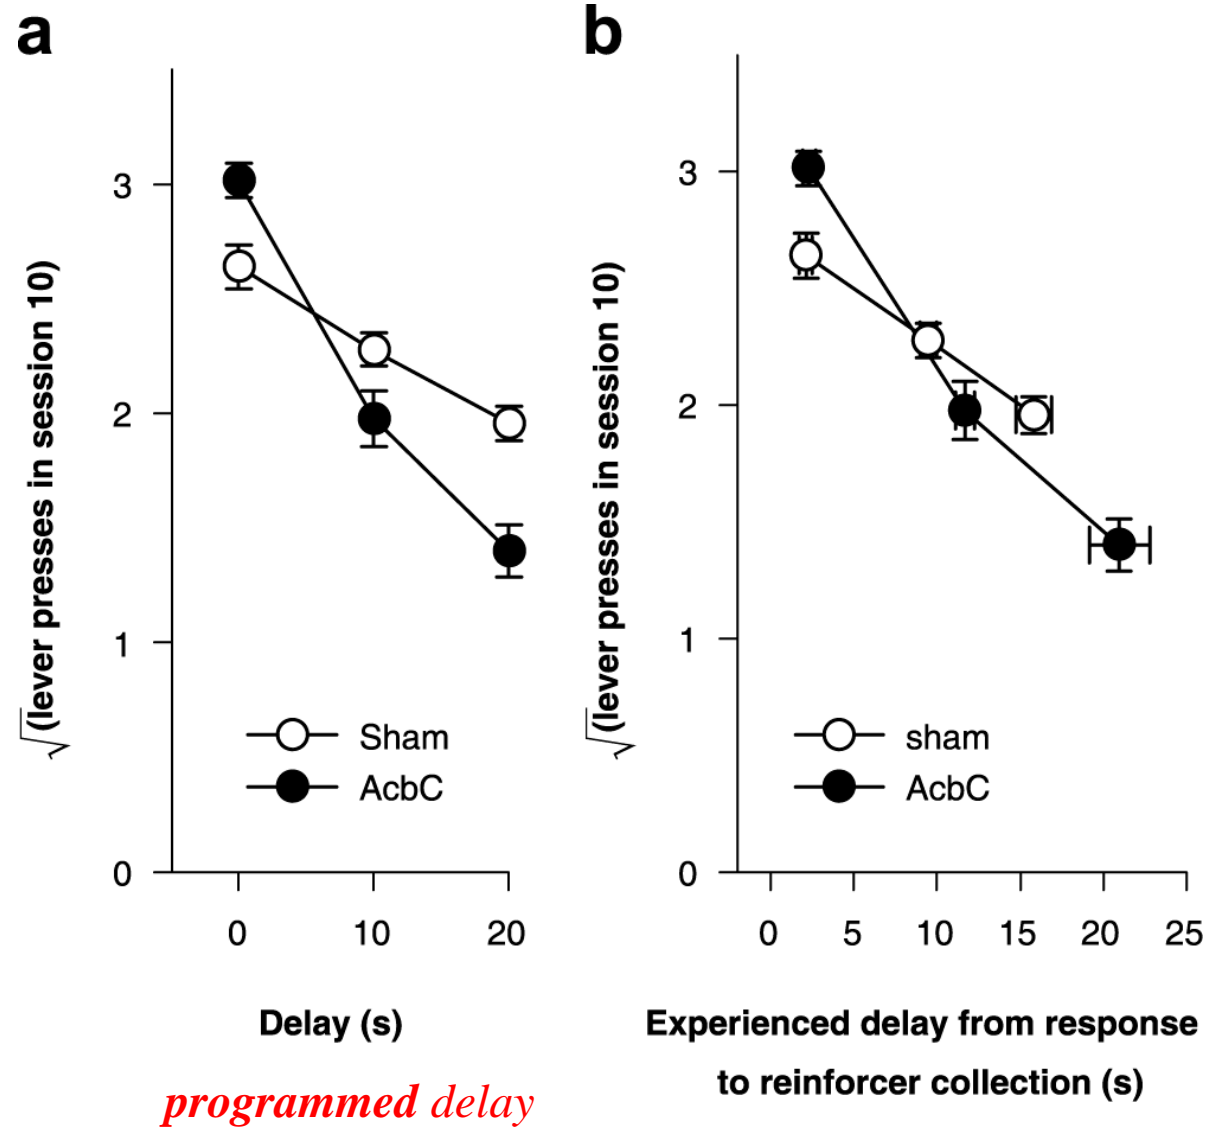 a
√(lever presses in session 10)
3
2
1
0
Sham
AcbC
0 10 20
Delay (s)
programmed delay
b
√(lever presses in session 10)
3
2
1
0
sham
AcbC
0 5 10 15 20 25
Experienced delay from response
to reinforcer collection (s)